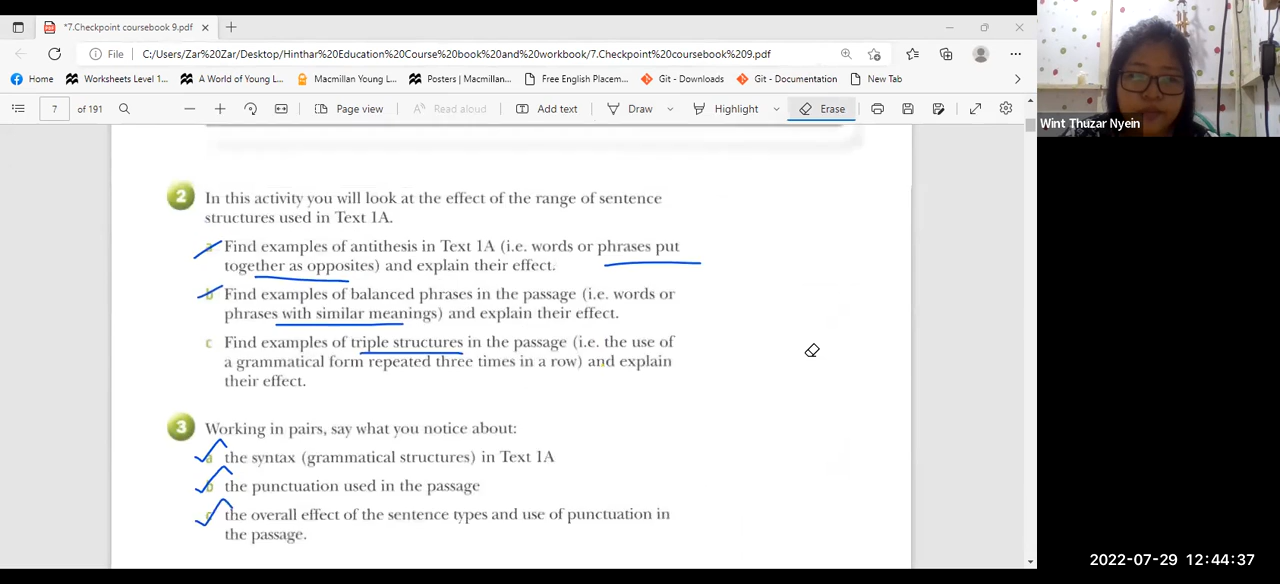 *7.Checkpoint coursebook 9.pdf
File
C:/Users/Zar%20Zar/Desktop/Hinthar%20Education%20Course%20book%20and%20workbook/7.Checkpoint%20coursebook%209.pdf
Home Worksheets Level 1... A World of Young L... Macmillan Young L... Posters | Macmillan... Free English Placem... Git - Downloads Git - Documentation New Tab
7 of 191 Page view Read aloud Add text Draw Highlight Erase
Wint Thuzar Nyein
2 In this activity you will look at the effect of the range of sentence
structures used in Text 1A.
a Find examples of antithesis in Text 1A (i.e. words or phrases put
together as opposites) and explain their effect.
b Find examples of balanced phrases in the passage (i.e. words or
phrases with similar meanings) and explain their effect.
c Find examples of triple structures in the passage (i.e. the use of
a grammatical form repeated three times in a row) and explain
their effect.
3 Working in pairs, say what you notice about:
a the syntax (grammatical structures) in Text 1A
b the punctuation used in the passage
c the overall effect of the sentence types and use of punctuation in
the passage.
2022-07-29 12:44:37